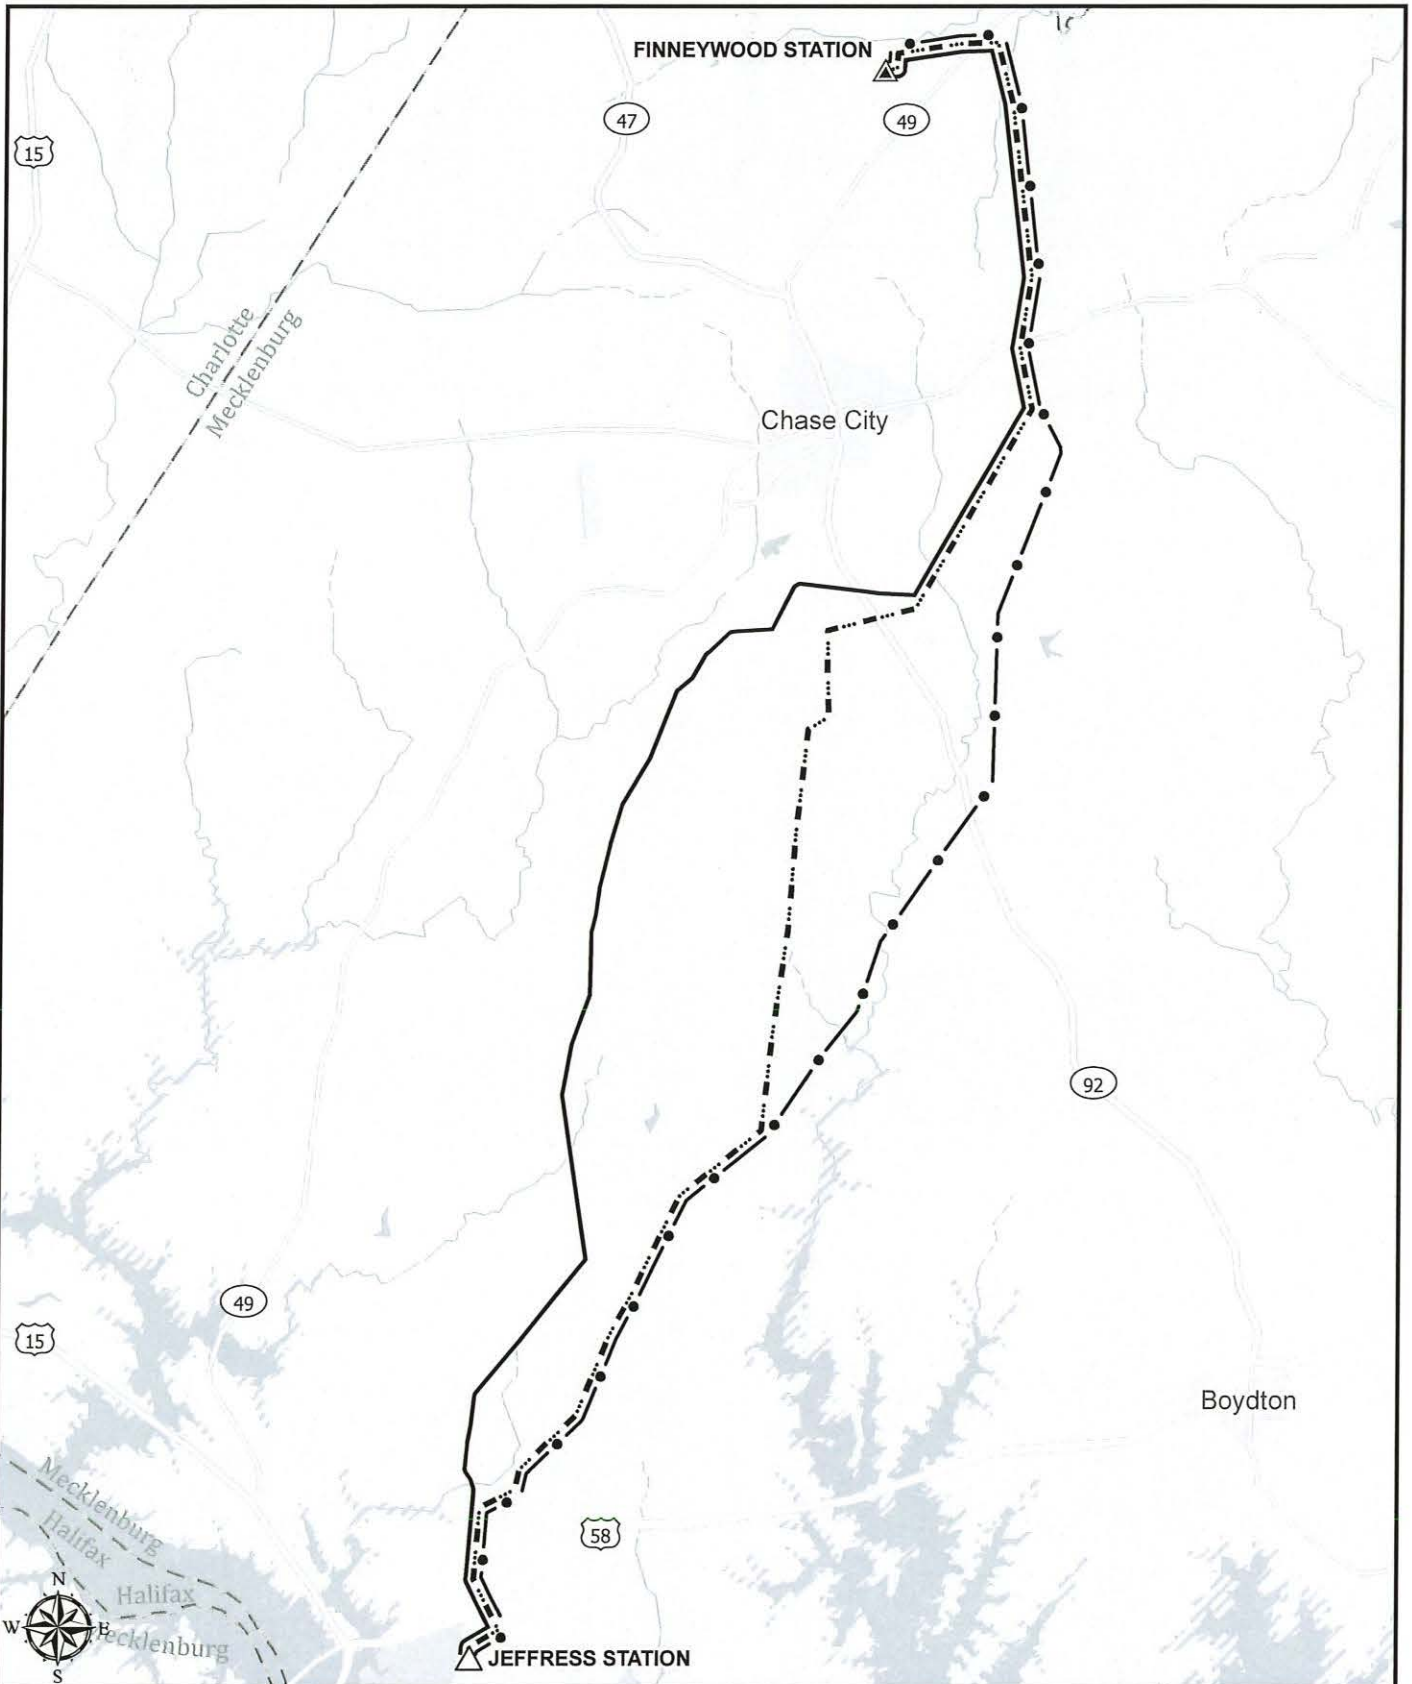 FINNEYWOOD STATION
47
49
15
Charlotte
Mecklenburg
Chase City
92
49
15
Boydton
Mecklenburg
Halifax
58
N
Halifax
W
E
Mecklenburg
S
JEFFRESS STATION